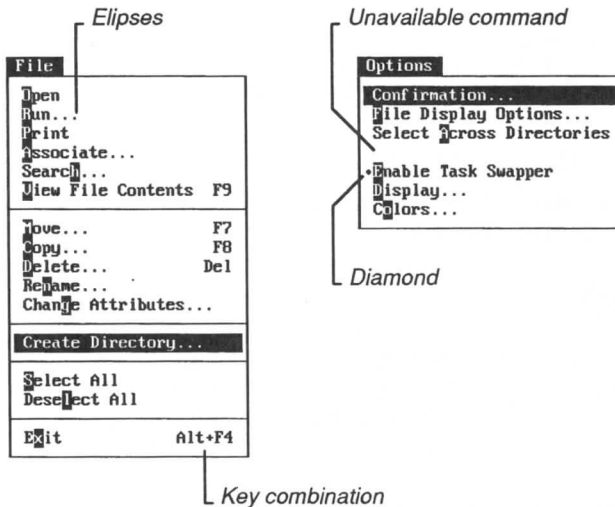 Elipses
Unavailable command
File
Open
Run...
Print
Associate...
Search...
View File Contents F9
Move... F7
Copy... F8
Delete... Del
Rename...
Change Attributes...
Create Directory...
Select All
Deselect All
Exit Alt+F4
Key combination
Options
Confirmation...
File Display Options...
Select Across Directories
Enable Task Swapper
Display...
Colors...
Diamond